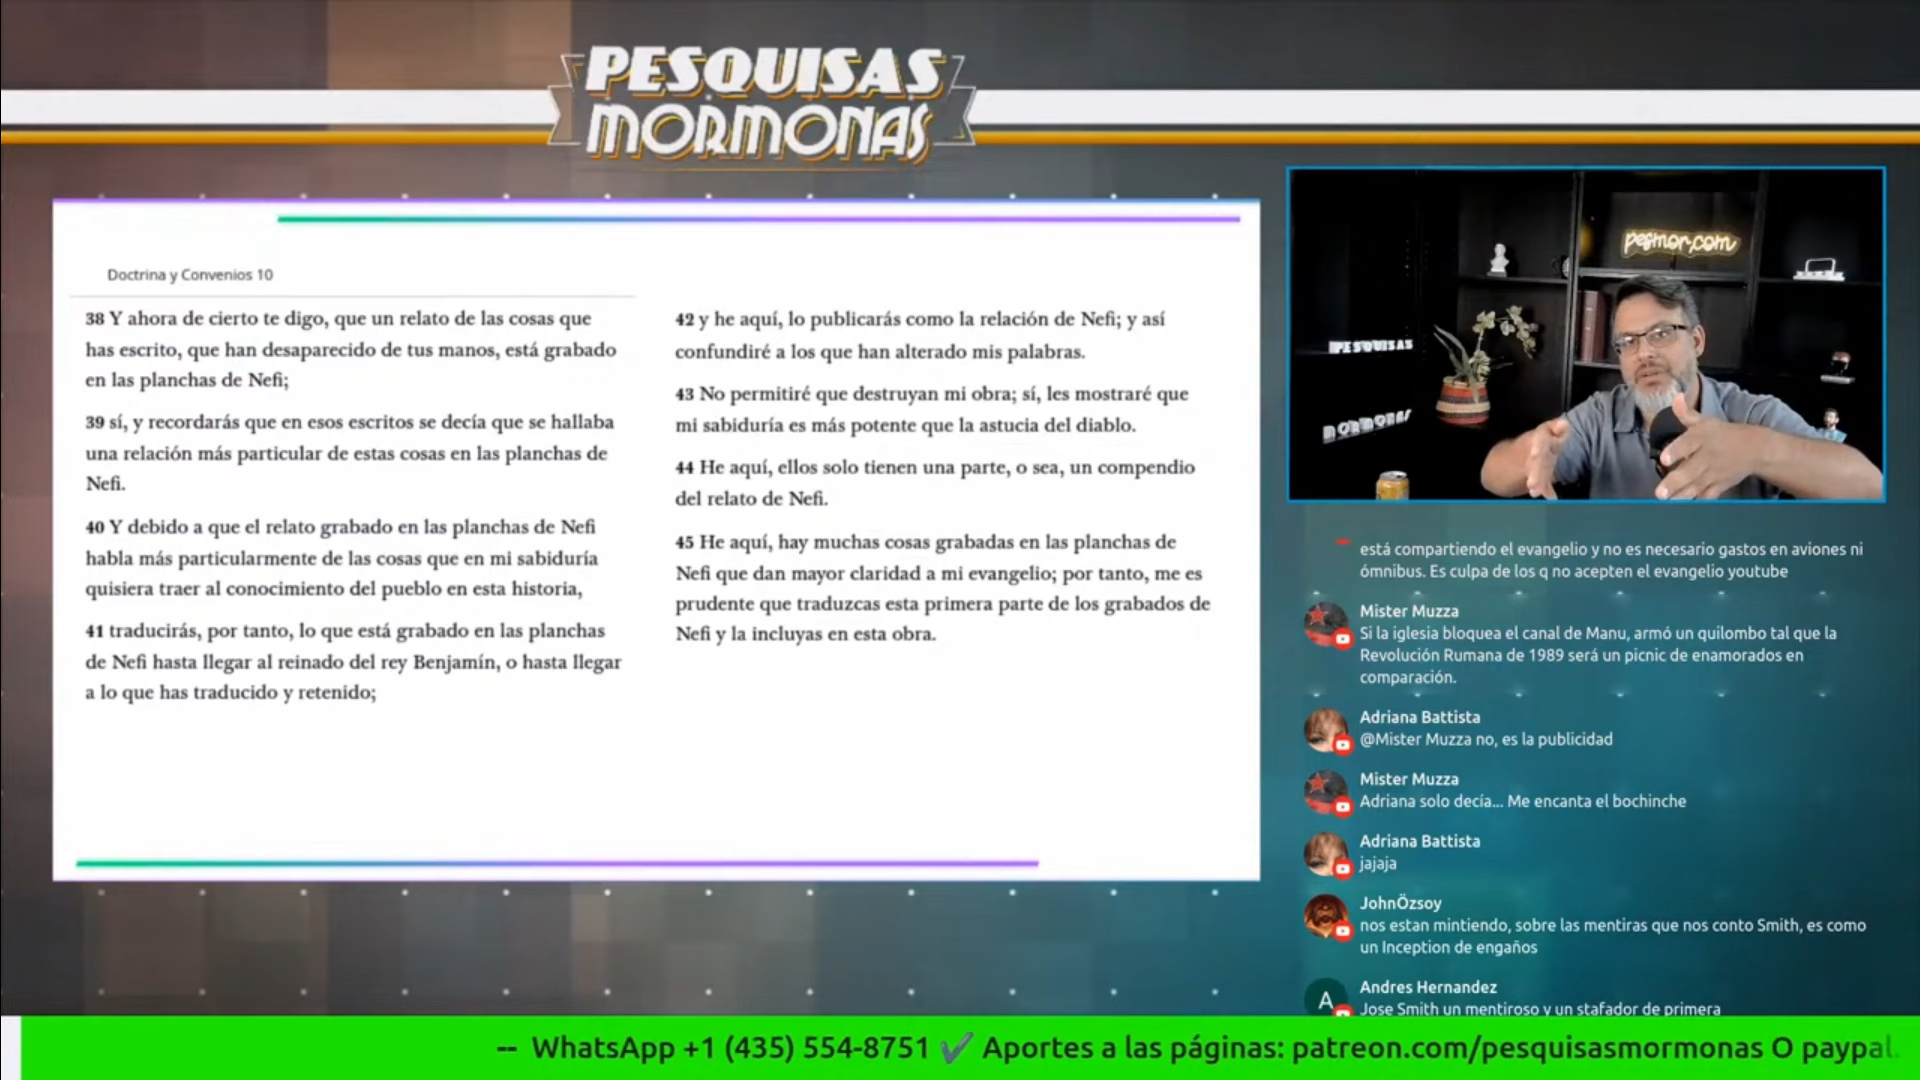 PESQUISAS
MORMONAS
Doctrina y Convenios 10
38 Y ahora de cierto te digo, que un relato de las cosas que
has escrito, que han desaparecido de tus manos, está grabado
en las planchas de Nefi;
39 sí, y recordarás que en esos escritos se decía que se hallaba
una relación más particular de estas cosas en las planchas de
Nefi.
40 Y debido a que el relato grabado en las planchas de Nefi
habla más particularmente de las cosas que en mi sabiduría
quisiera traer al conocimiento del pueblo en esta historia,
41 traducirás, por tanto, lo que está grabado en las planchas
de Nefi hasta llegar al reinado del rey Benjamín, o hasta llegar
a lo que has traducido y retenido;
42 y he aquí, lo publicarás como la relación de Nefi; y así
confundiré a los que han alterado mis palabras.
43 No permitiré que destruyan mi obra; sí, les mostraré que
mi sabiduría es más potente que la astucia del diablo.
44 He aquí, ellos solo tienen una parte, o sea, un compendio
del relato de Nefi.
45 He aquí, hay muchas cosas grabadas en las planchas de
Nefi que dan mayor claridad a mi evangelio; por tanto, me es
prudente que traduzcas esta primera parte de los grabados de
Nefi y la incluyas en esta obra.
pesmor.com
PESQUISAS
MORMONAS
está compartiendo el evangelio y no es necesario gastos en aviones ni
ómnibus. Es culpa de los q no acepten el evangelio youtube
Mister Muzza
Si la iglesia bloquea el canal de Manu, armó un quilombo tal que la
Revolución Rumana de 1989 será un picnic de enamorados en
comparación.
Adriana Battista
@Mister Muzza no, es la publicidad
Mister Muzza
Adriana solo decía... Me encanta el bochinche
Adriana Battista
jajaja
JohnÖzsoy
nos estan mintiendo, sobre las mentiras que nos conto Smith, es como
un Inception de engaños
A
Andres Hernandez
Jose Smith un mentiroso y un stafador de primera
-- WhatsApp +1 (435) 554-8751 ✔ Aportes a las páginas: patreon.com/pesquisasmormonas O paypal.